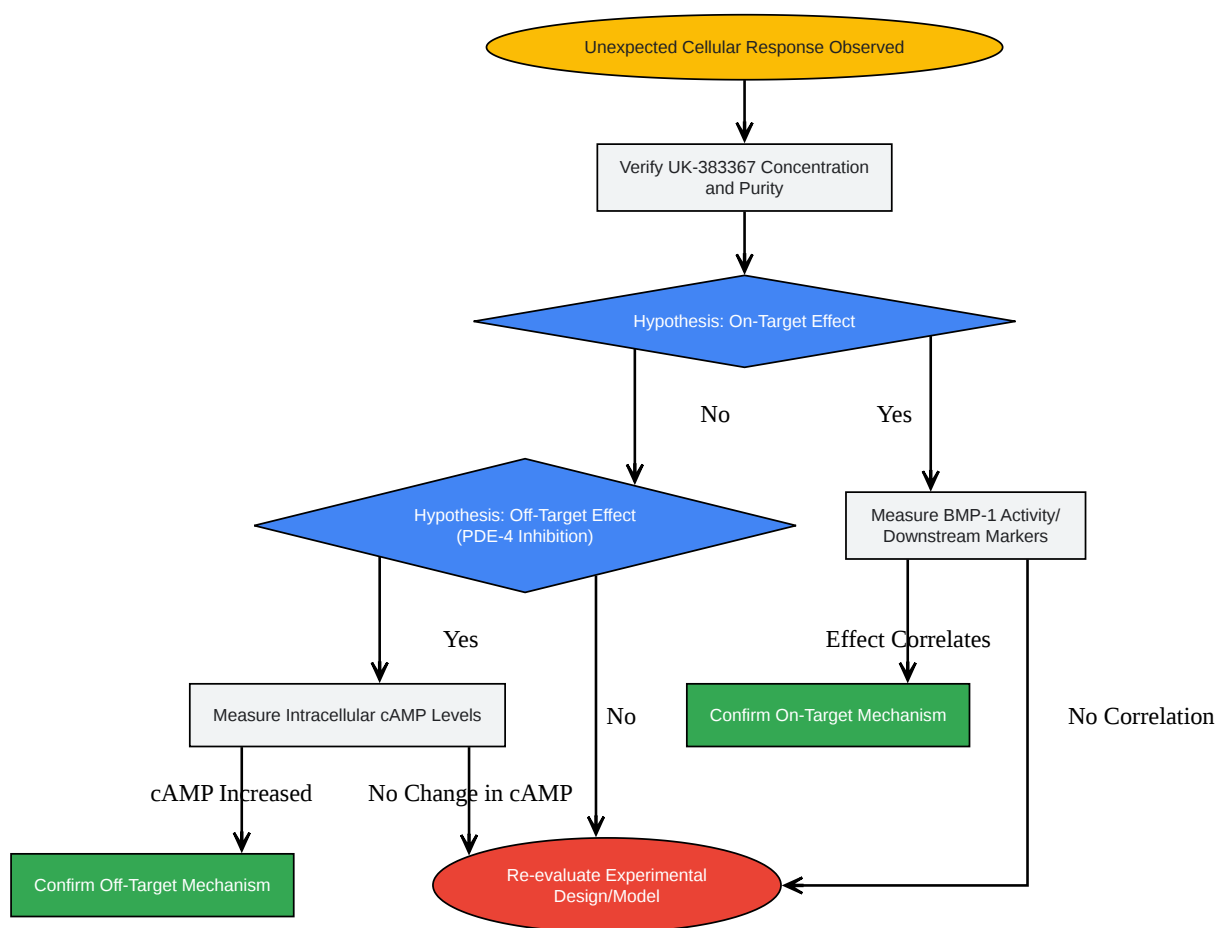 Unexpected Cellular Response Observed
Verify UK-383367 Concentration
and Purity
Hypothesis: On-Target Effect
No
Yes
Hypothesis: Off-Target Effect
(PDE-4 Inhibition)
Measure BMP-1 Activity/
Downstream Markers
Yes
Effect Correlates
Measure Intracellular cAMP Levels
No
Confirm On-Target Mechanism
No Correlation
cAMP Increased
No Change in cAMP
Confirm Off-Target Mechanism
Re-evaluate Experimental
Design/Model